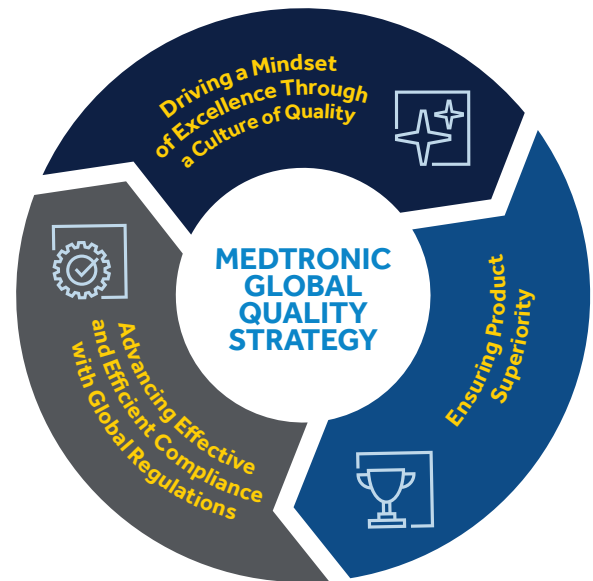 Driving a Mindset
of Excellence Through
a Culture of Quality
MEDTRONIC
GLOBAL
QUALITY
STRATEGY
Ensuring Product
Superiority
Advancing Effective
and Efficient Compliance
with Global Regulations